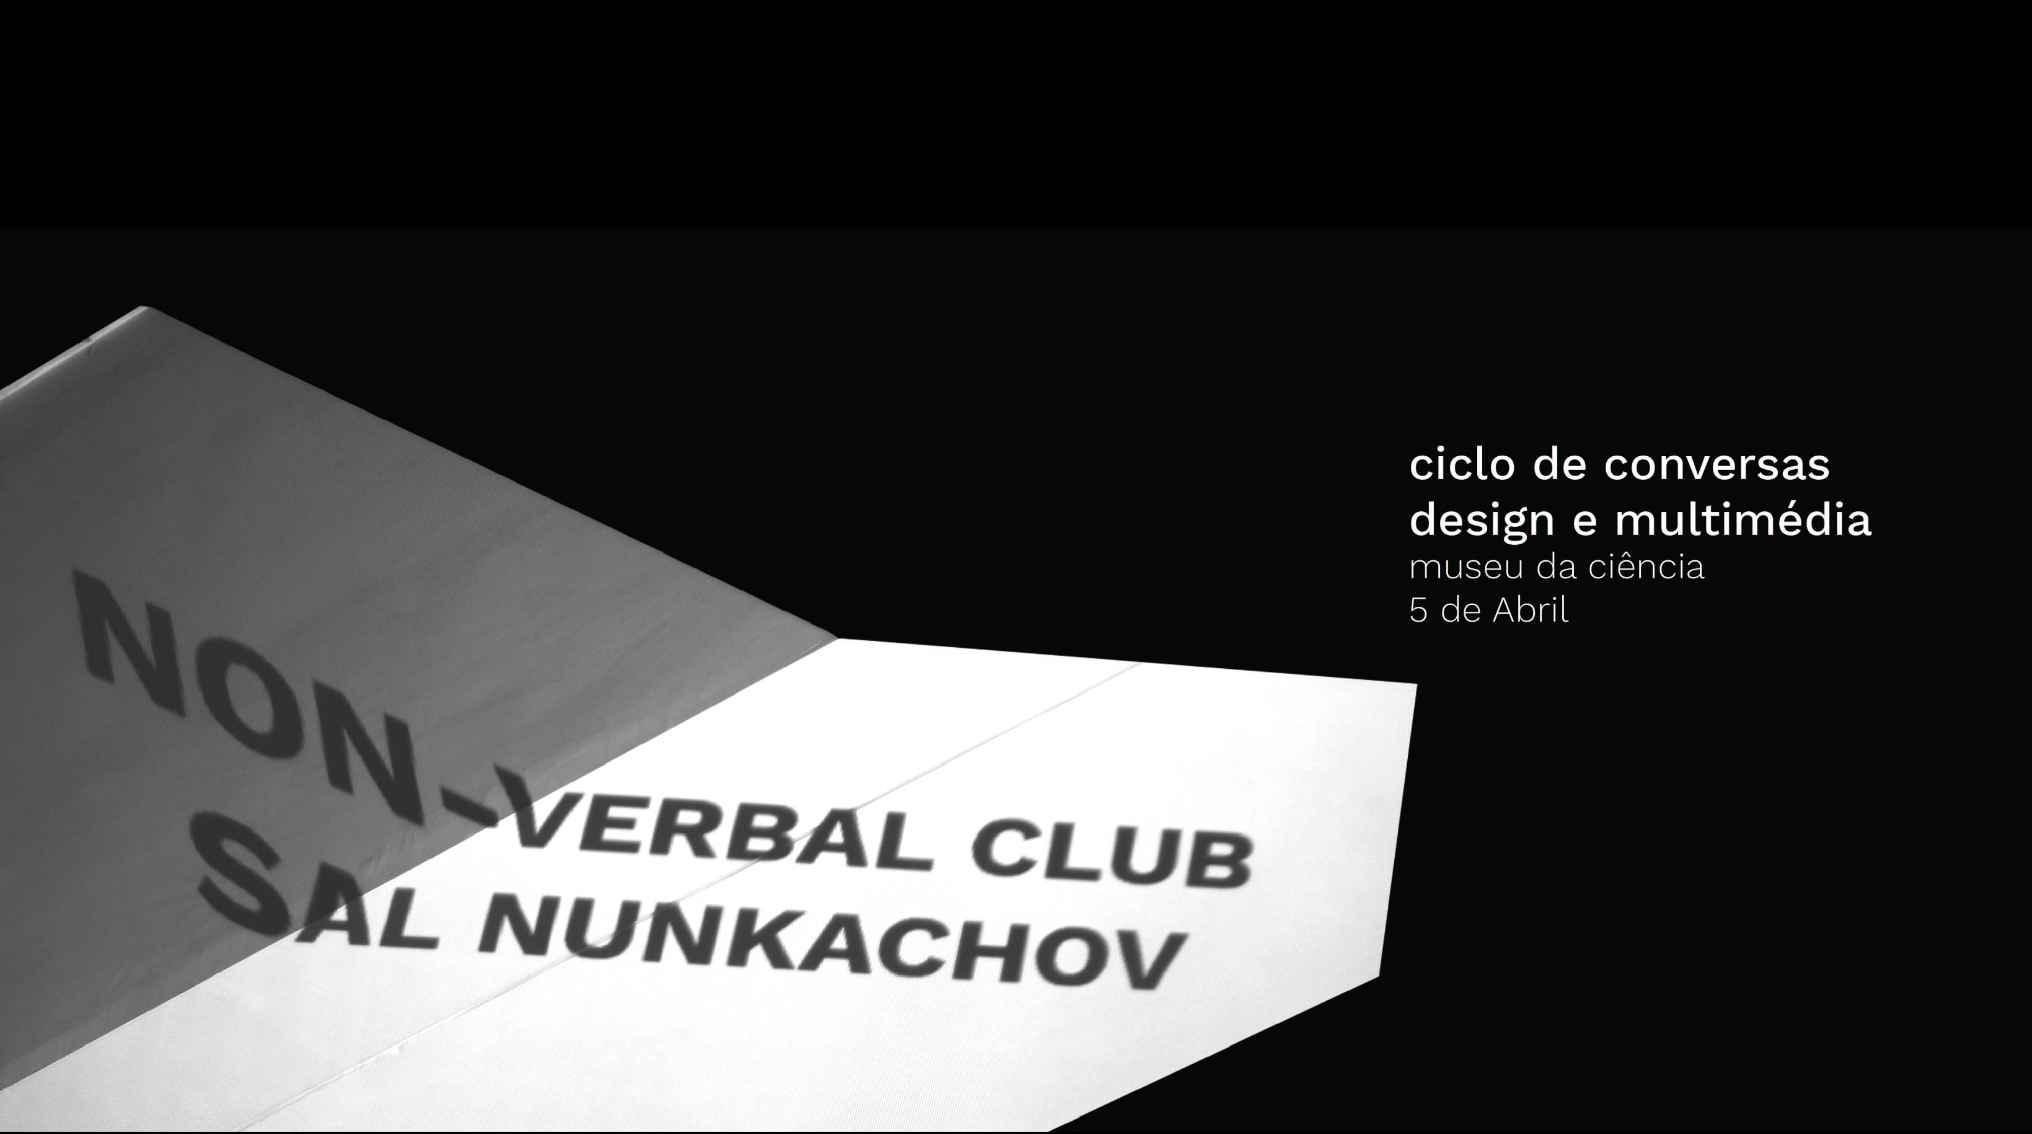 ciclo de conversas
design e multimédia
museu da ciência
5 de Abril
NON-VERBAL CLUB
SAL NUNKACHOV